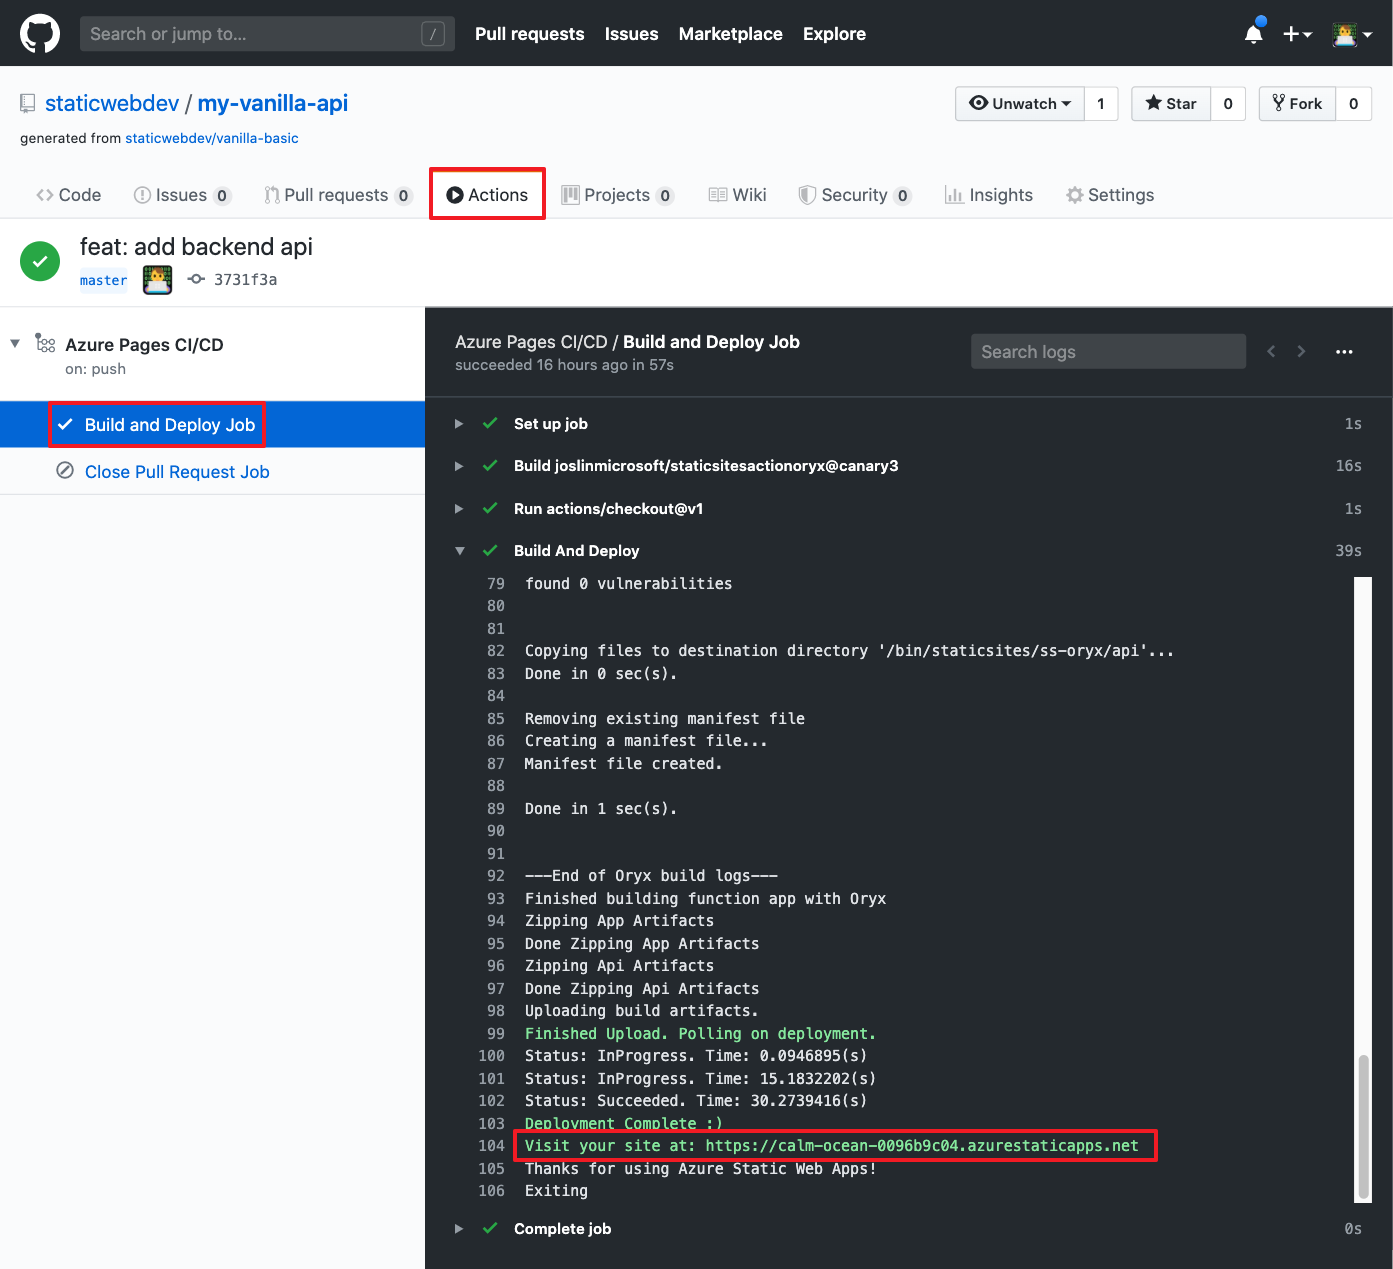 Search or jump to... / Pull requests Issues Marketplace Explore
staticwebdev / my-vanilla-api Unwatch 1 Star 0 Fork 0
generated from staticwebdev/vanilla-basic
Code Issues 0 Pull requests 0 Actions Projects 0 Wiki Security 0 Insights Settings
feat: add backend api
master 3731f3a
Azure Pages CI/CD
on: push
Build and Deploy Job
Close Pull Request Job
Azure Pages CI/CD / Build and Deploy Job Search logs
succeeded 16 hours ago in 57s
Set up job 1s
Build joslinmicrosoft/staticsitesactionoryx@canary3 16s
Run actions/checkout@v1 1s
Build And Deploy 39s
79 found 0 vulnerabilities
80
81
82 Copying files to destination directory '/bin/staticsites/ss-oryx/api'...
83 Done in 0 sec(s).
84
85 Removing existing manifest file
86 Creating a manifest file...
87 Manifest file created.
88
89 Done in 1 sec(s).
90
91
92 ---End of Oryx build logs---
93 Finished building function app with Oryx
94 Zipping App Artifacts
95 Done Zipping App Artifacts
96 Zipping Api Artifacts
97 Done Zipping Api Artifacts
98 Uploading build artifacts.
99 Finished Upload. Polling on deployment.
100 Status: InProgress. Time: 0.0946895(s)
101 Status: InProgress. Time: 15.1832202(s)
102 Status: Succeeded. Time: 30.2739416(s)
103 Deployment Complete :)
104 Visit your site at: https://calm-ocean-0096b9c04.azurestaticapps.net
105 Thanks for using Azure Static Web Apps!
106 Exiting
Complete job 0s